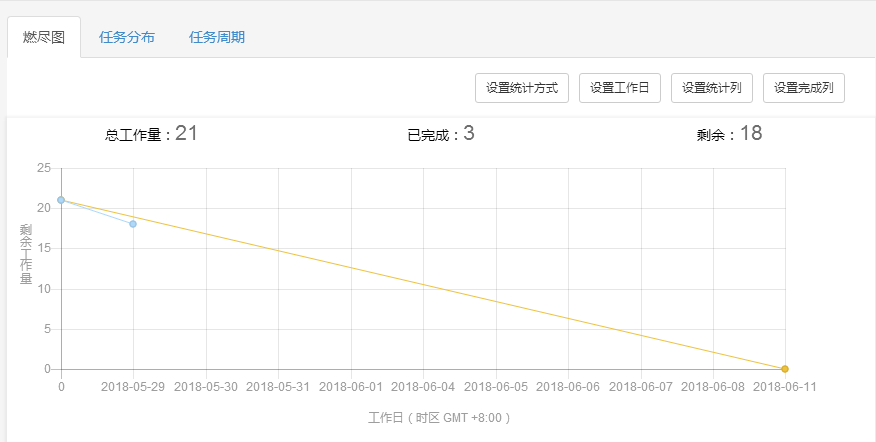 燃尽图 任务分布 任务周期
设置统计方式 设置工作日 设置统计列 设置完成列
总工作量：21 已完成：3 剩余：18
25
20
15
10
5
0
剩余工作量
0 2018-05-29 2018-05-30 2018-05-31 2018-06-01 2018-06-04 2018-06-05 2018-06-06 2018-06-07 2018-06-08 2018-06-11
工作日（时区 GMT +8:00）